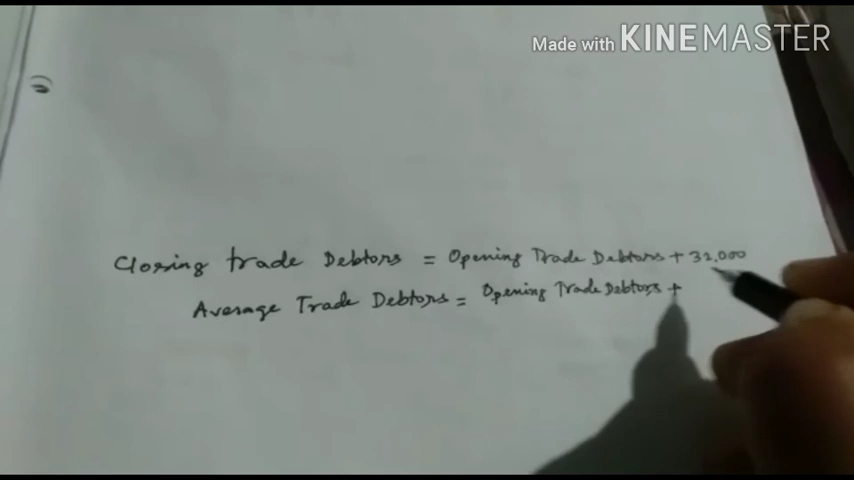 Made with KINEMASTER
Closing trade Debtors = Opening Trade Debtors + 32,000
Average Trade Debtors = Opening Trade Debtors +